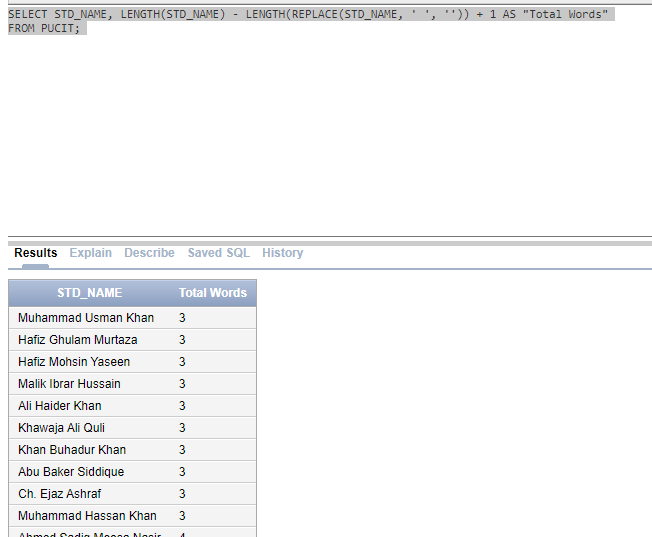 SELECT STD_NAME, LENGTH(STD_NAME) - LENGTH(REPLACE(STD_NAME, ' ', '')) + 1 AS "Total Words"
FROM PUCIT;
Results Explain Describe Saved SQL History
STD_NAME Total Words
Muhammad Usman Khan 3
Hafiz Ghulam Murtaza 3
Hafiz Mohsin Yaseen 3
Malik Ibrar Hussain 3
Ali Haider Khan 3
Khawaja Ali Quli 3
Khan Buhadur Khan 3
Abu Baker Siddique 3
Ch. Ejaz Ashraf 3
Muhammad Hassan Khan 3
Ahmed Sadiq 4